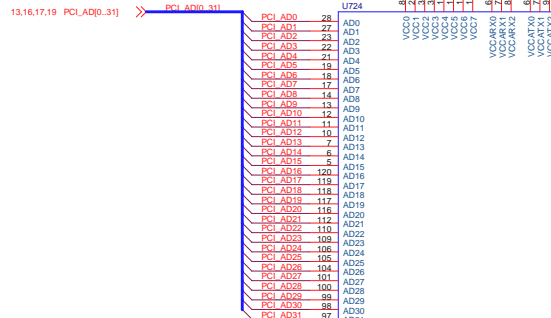 13,16,17,19 PCI_AD[0..31] PCI_AD[0..31] U724
PCI_AD0 28 AD0
PCI_AD1 27 AD1
PCI_AD2 23 AD2
PCI_AD3 22 AD3
PCI_AD4 21 AD4
PCI_AD5 19 AD5
PCI_AD6 18 AD6
PCI_AD7 17 AD7
PCI_AD8 14 AD8
PCI_AD9 13 AD9
PCI_AD10 12 AD10
PCI_AD11 11 AD11
PCI_AD12 10 AD12
PCI_AD13 7 AD13
PCI_AD14 6 AD14
PCI_AD15 5 AD15
PCI_AD16 120 AD16
PCI_AD17 119 AD17
PCI_AD18 118 AD18
PCI_AD19 117 AD19
PCI_AD20 116 AD20
PCI_AD21 112 AD21
PCI_AD22 110 AD22
PCI_AD23 109 AD23
PCI_AD24 106 AD24
PCI_AD25 105 AD25
PCI_AD26 104 AD26
PCI_AD27 101 AD27
PCI_AD28 100 AD28
PCI_AD29 99 AD29
PCI_AD30 98 AD30
PCI_AD31 97
VCC0
VCC1
VCC2
VCC3
VCC4
VCC5
VCC6
VCC7
VCCARX0
VCCARX1
VCCARX2
VCCATX0
VCCATX1
VCCATX2